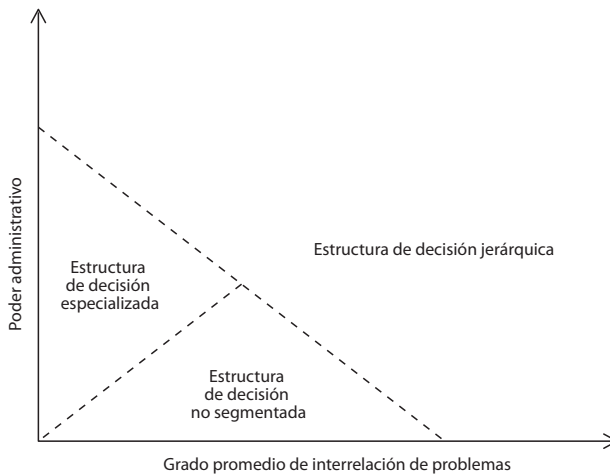 Poder administrativo
Estructura de decisión jerárquica
Estructura
de decisión
especializada
Estructura
de decisión
no segmentada
Grado promedio de interrelación de problemas